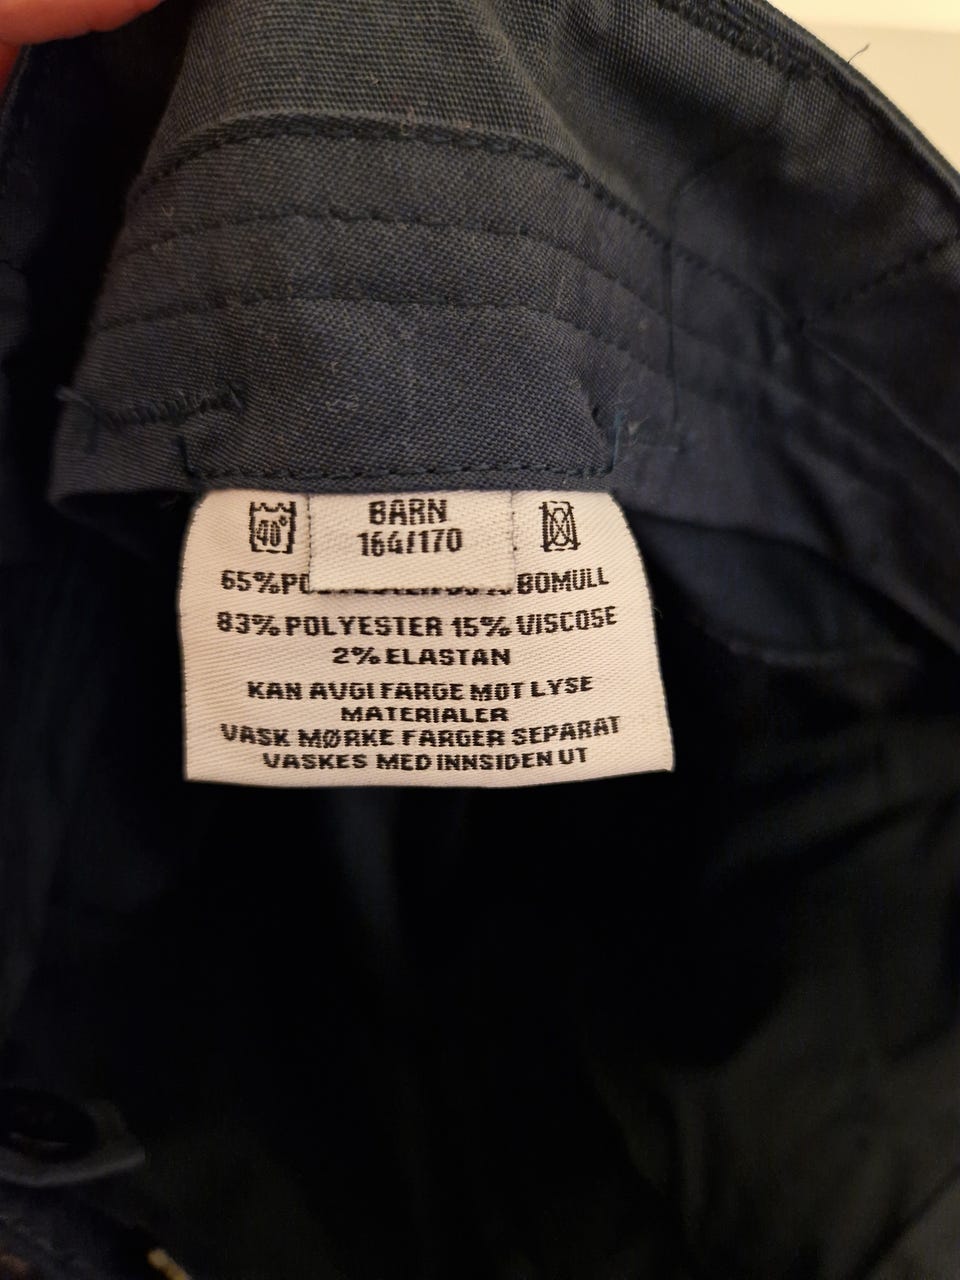 40°
BARN
164/170
65% BOMULL
83% POLYESTER 15% VISCOSE
2% ELASTAN
KAN AVGI FARGE MOT LYSE
MATERIALER
VASK MØRKE FARGER SEPARAT
VASKES MED INNSIDEN UT